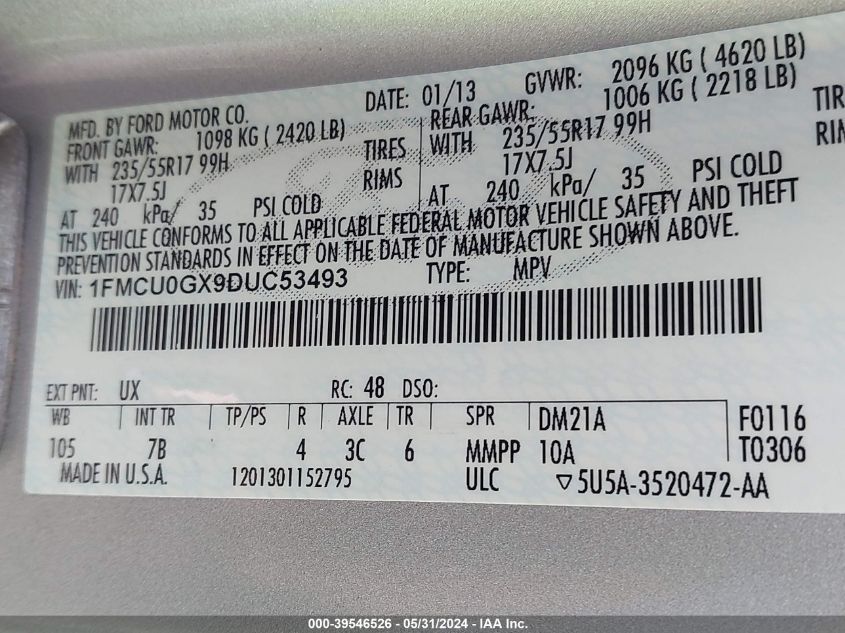 MFD. BY FORD MOTOR CO.
DATE: 01/13 GVWR: 2096 KG ( 4620 LB)
FRONT GAWR: 1098 KG ( 2420 LB) REAR GAWR: 1006 KG ( 2218 LB)
WITH 235/55R17 99H TIRES WITH 235/55R17 99H TIR
17X7.5J RIMS 17X7.5J RIM
AT 240 kPa/ 35 PSI COLD AT 240 kPa/ 35 PSI COLD
THIS VEHICLE CONFORMS TO ALL APPLICABLE FEDERAL MOTOR VEHICLE SAFETY AND THEFT
PREVENTION STANDARDS IN EFFECT ON THE DATE OF MANUFACTURE SHOWN ABOVE.
VIN: 1FMCU0GX9DUC53493 TYPE: MPV
EXT PNT: UX RC: 48 DSO:
WB INT TR TP/PS R AXLE TR SPR DM21A F0116
105 7B 4 3C 6 MMPP 10A T0306
MADE IN U.S.A. 1201301152795 ULC ▽5U5A-3520472-AA
000-39546526 - 05/31/2024 - IAA Inc.